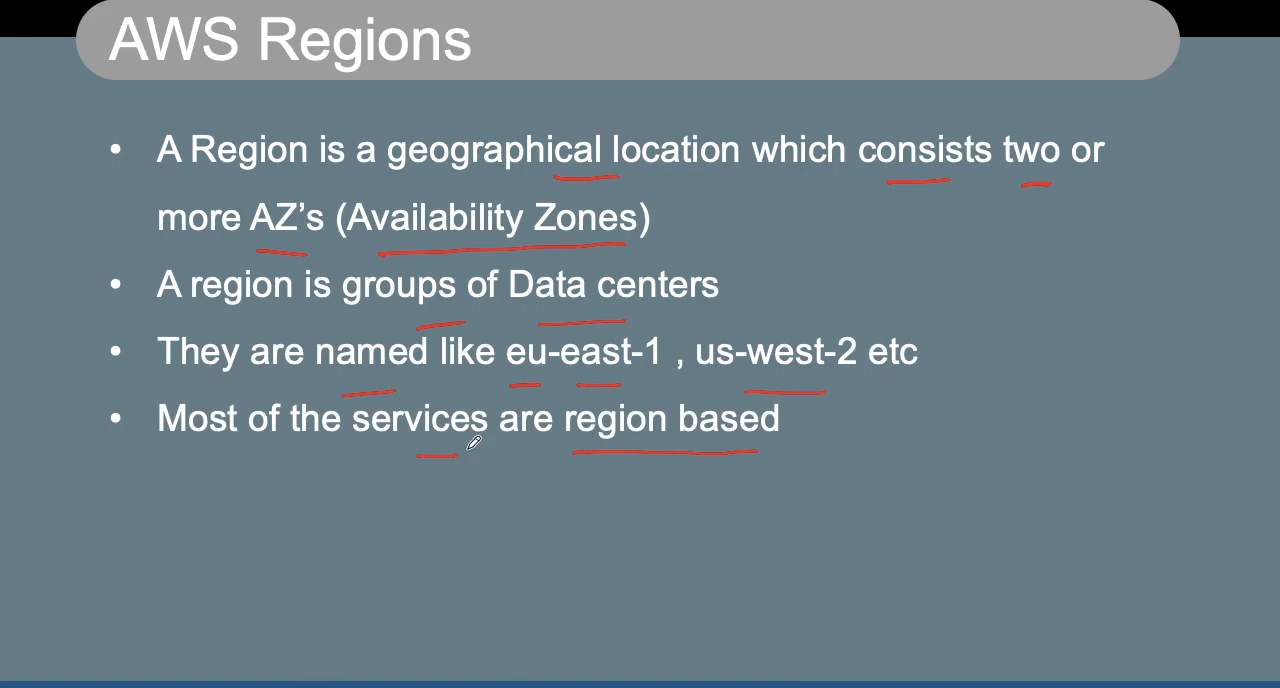 AWS Regions
• A Region is a geographical location which consists two or
more AZ’s (Availability Zones)
• A region is groups of Data centers
• They are named like eu-east-1 , us-west-2 etc
• Most of the services are region based